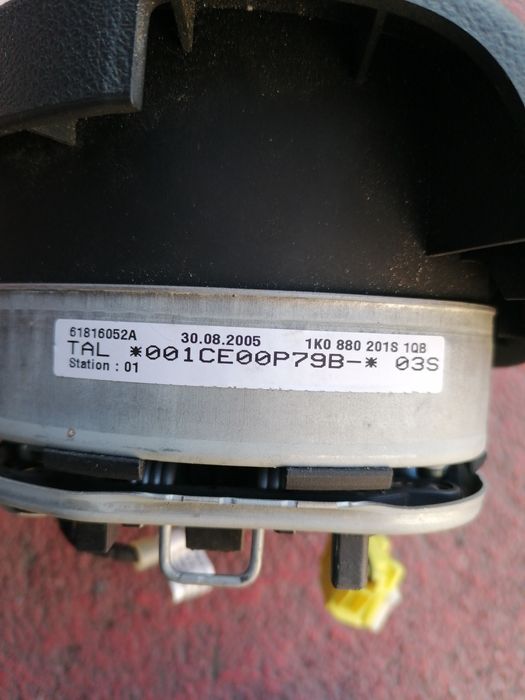 61816052A 30.08.2005 1K0 880 201S 1QB
TAL *001CE00P79B-* 03S
Station : 01